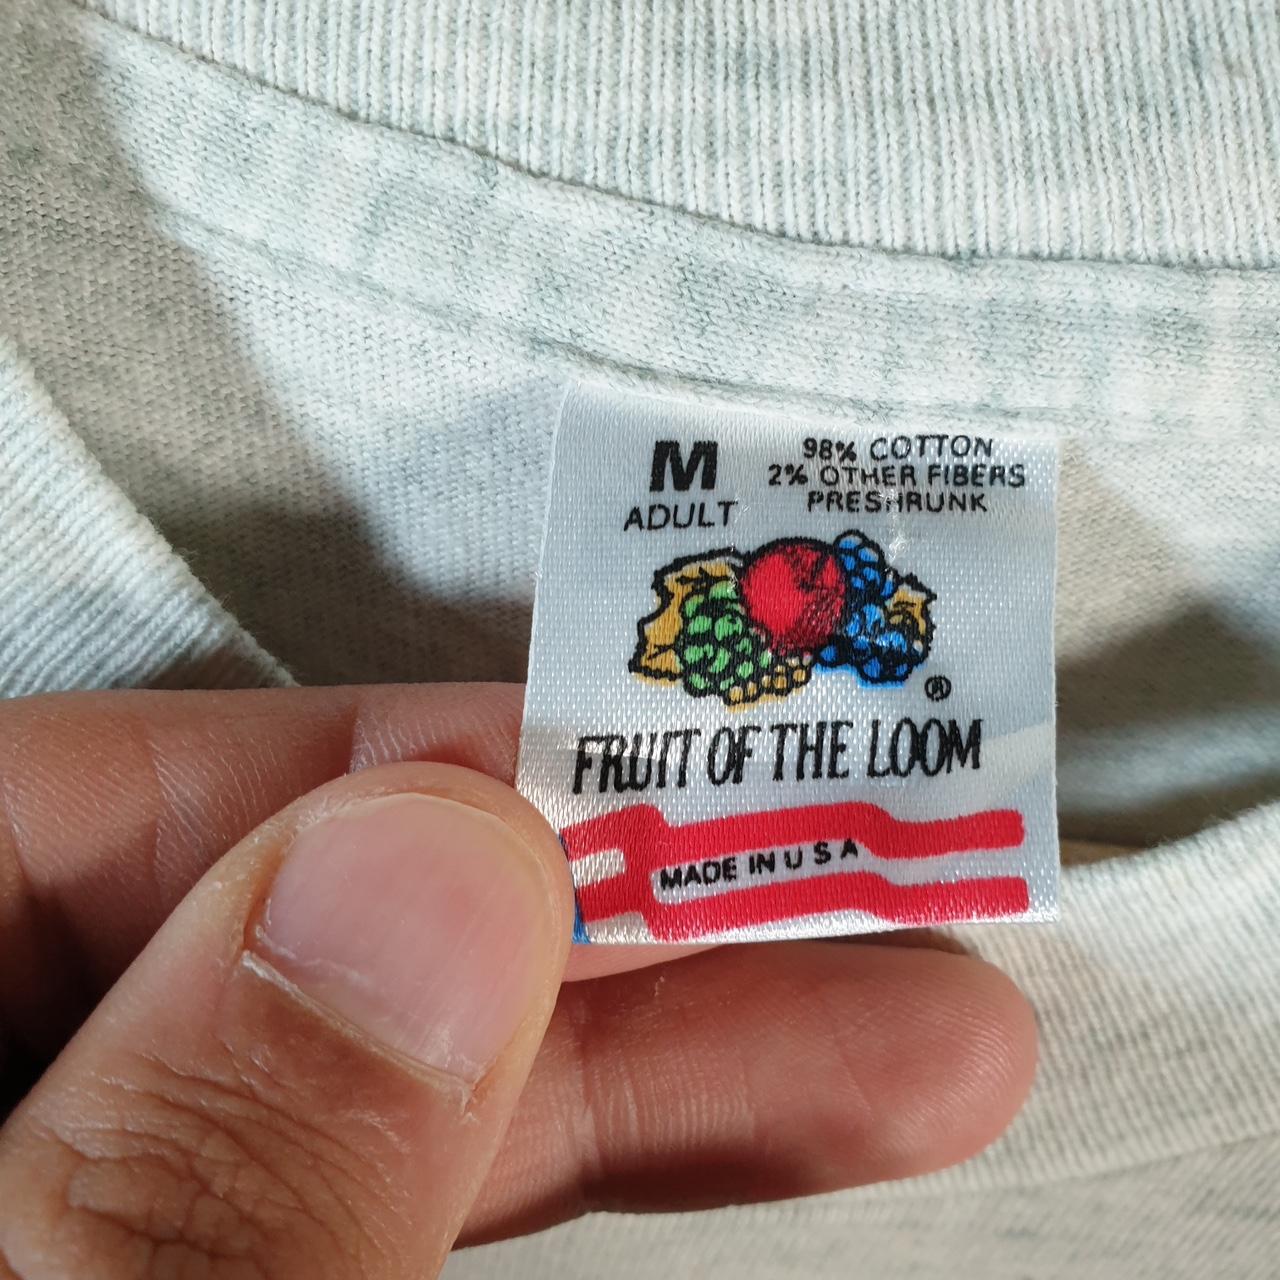 M
ADULT
98% COTTON
2% OTHER FIBERS
PRESHRUNK
®
FRUIT OF THE LOOM
MADE IN U S A